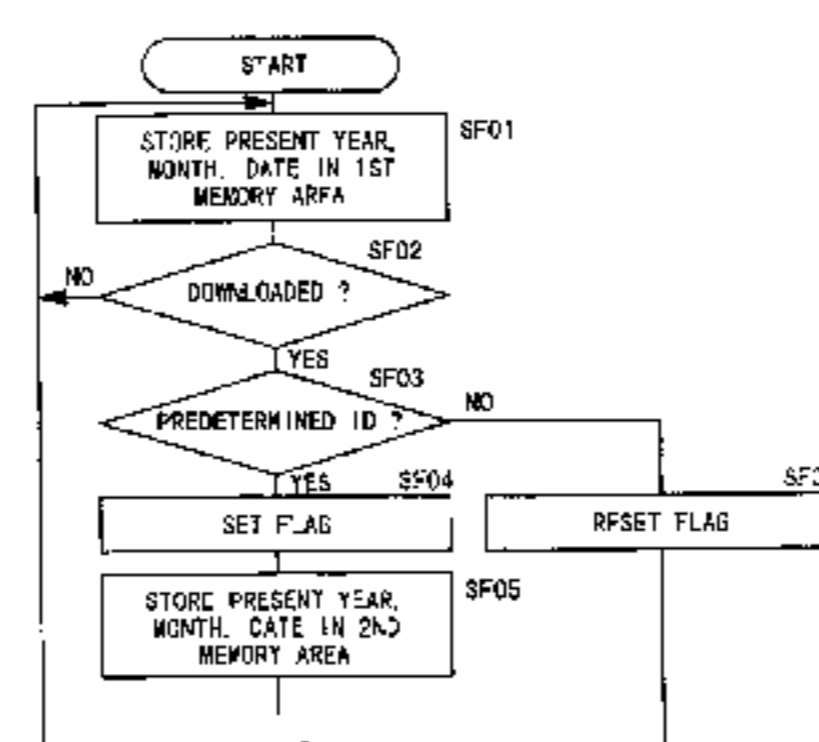 START
STORE PRESENT YEAR,
MONTH, DATE IN 1ST
MEMORY AREA
SF01
SF02
NO
DOWNLOADED ?
YES
SF03
NO
PREDETERMINED ID ?
YES
SF04
SET FLAG
RESET FLAG
STORE PRESENT YEAR,
MONTH, DATE IN 2ND
MEMORY AREA
SF05